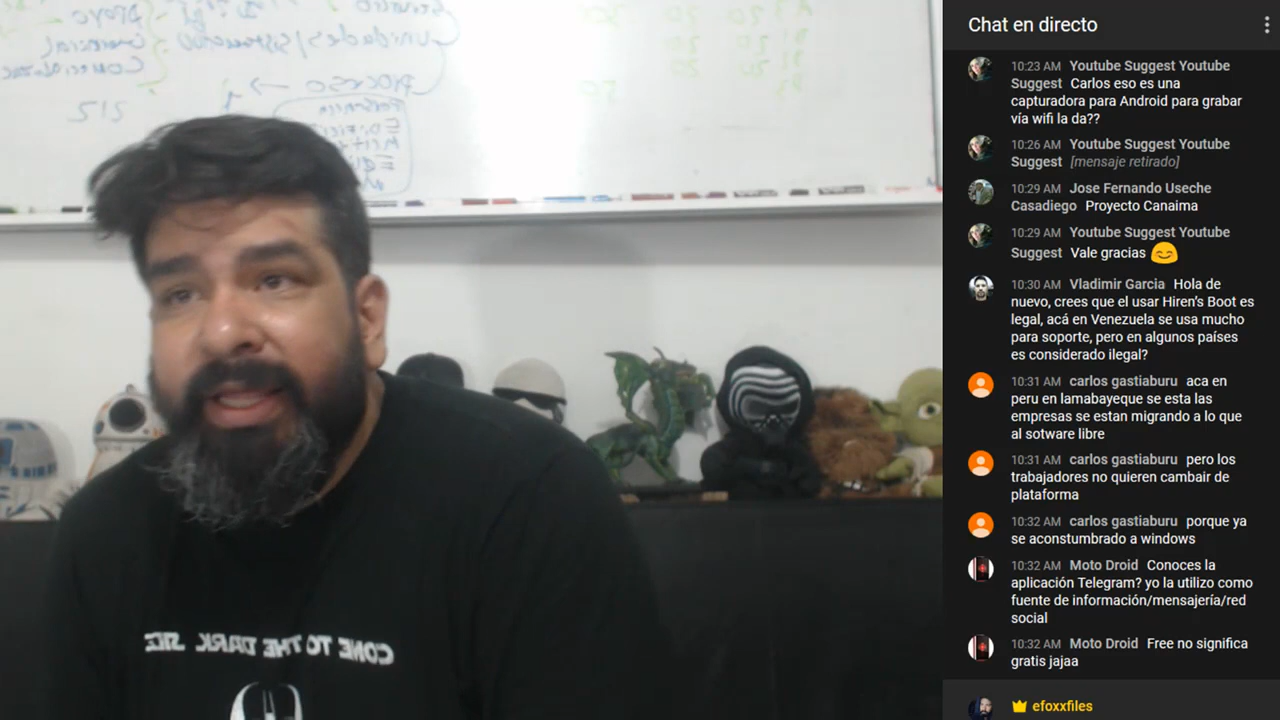 Chat en directo
10:23 AM Youtube Suggest Youtube
Suggest Carlos eso es una
capturadora para Android para grabar
vía wifi la da??
10:26 AM Youtube Suggest Youtube
Suggest [mensaje retirado]
10:29 AM Jose Fernando Useche
Casadiego Proyecto Canaima
10:29 AM Youtube Suggest Youtube
Suggest Vale gracias 😊
10:30 AM Vladimir Garcia Hola de
nuevo, crees que el usar Hiren's Boot es
legal, acá en Venezuela se usa mucho
para soporte, pero en algunos países
es considerado ilegal?
10:31 AM carlos gastiaburu aca en
peru en lamabayeque se esta las
empresas se estan migrando a lo que
al sotware libre
10:31 AM carlos gastiaburu pero los
trabajadores no quieren cambair de
plataforma
10:32 AM carlos gastiaburu porque ya
se aconstumbrado a windows
10:32 AM Moto Droid Conoces la
aplicación Telegram? yo la utilizo como
fuente de información/mensajería/red
social
10:32 AM Moto Droid Free no significa
gratis jajaa
efoxxfiles
COME TO THE DARK